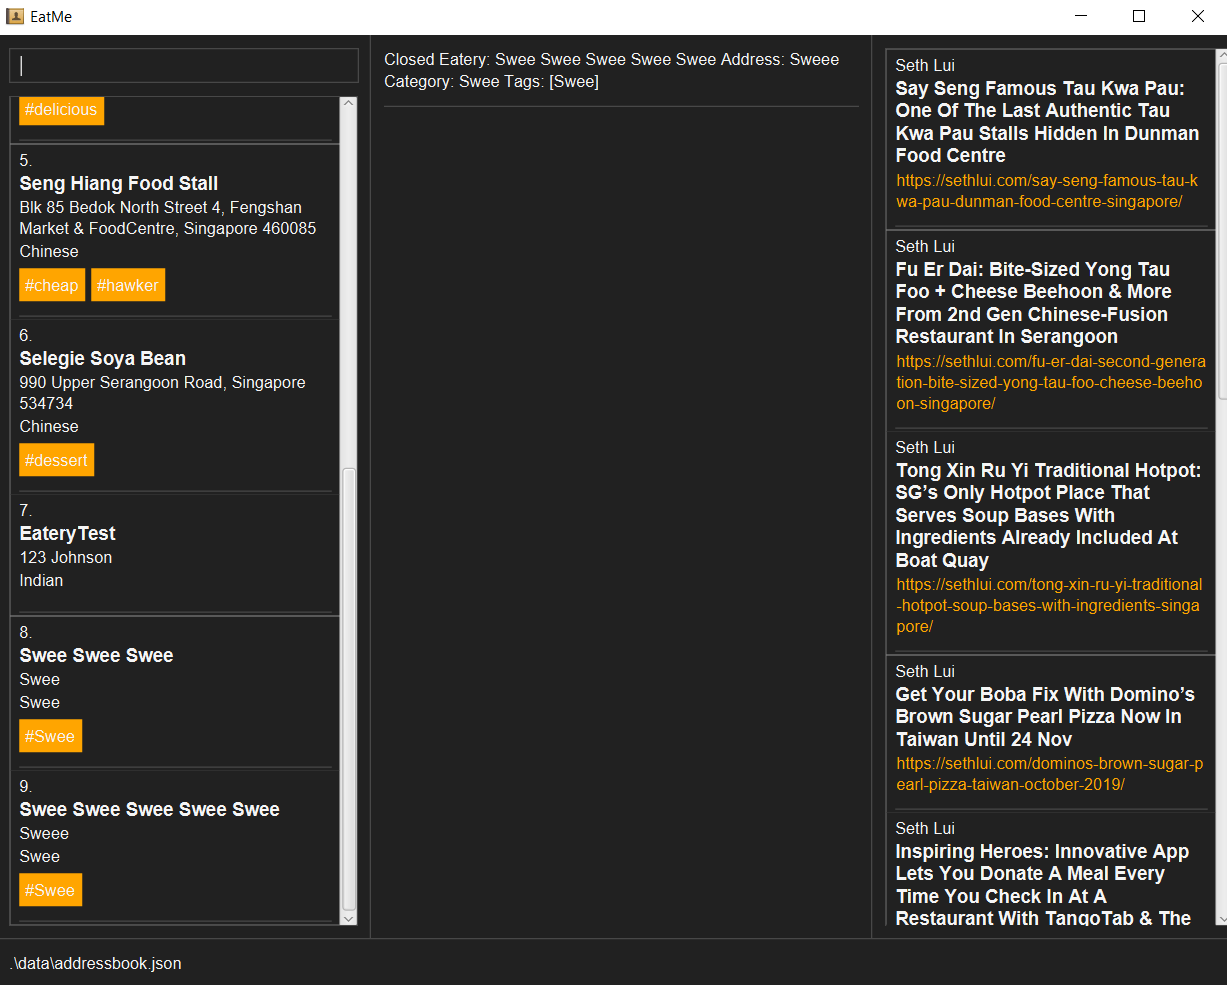 EatMe
#delicious
5.
Seng Hiang Food Stall
Blk 85 Bedok North Street 4, Fengshan
Market & FoodCentre, Singapore 460085
Chinese
#cheap #hawker
6.
Selegie Soya Bean
990 Upper Serangoon Road, Singapore
534734
Chinese
#dessert
7.
EateryTest
123 Johnson
Indian
8.
Swee Swee Swee
Swee
Swee
#Swee
9.
Swee Swee Swee Swee Swee
Sweee
Swee
#Swee
Closed Eatery: Swee Swee Swee Swee Swee Address: Sweee
Category: Swee Tags: [Swee]
Seth Lui
Say Seng Famous Tau Kwa Pau:
One Of The Last Authentic Tau
Kwa Pau Stalls Hidden In Dunman
Food Centre
https://sethlui.com/say-seng-famous-tau-k
wa-pau-dunman-food-centre-singapore/
Seth Lui
Fu Er Dai: Bite-Sized Yong Tau
Foo + Cheese Beehoon & More
From 2nd Gen Chinese-Fusion
Restaurant In Serangoon
https://sethlui.com/fu-er-dai-second-genera
tion-bite-sized-yong-tau-foo-cheese-beeho
on-singapore/
Seth Lui
Tong Xin Ru Yi Traditional Hotpot:
SG’s Only Hotpot Place That
Serves Soup Bases With
Ingredients Already Included At
Boat Quay
https://sethlui.com/tong-xin-ru-yi-traditional
-hotpot-soup-bases-with-ingredients-singa
pore/
Seth Lui
Get Your Boba Fix With Domino’s
Brown Sugar Pearl Pizza Now In
Taiwan Until 24 Nov
https://sethlui.com/dominos-brown-sugar-p
earl-pizza-taiwan-october-2019/
Seth Lui
Inspiring Heroes: Innovative App
Lets You Donate A Meal Every
Time You Check In At A
Restaurant With TangoTab & The
.\data\addressbook.json